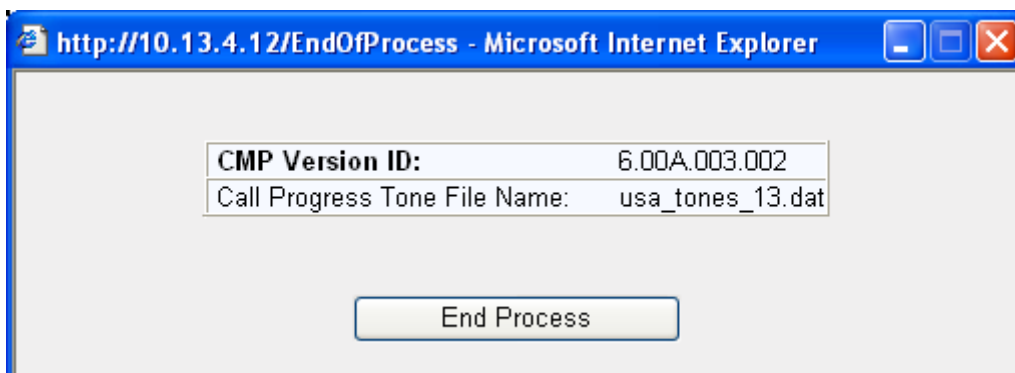 http://10.13.4.12/EndOfProcess - Microsoft Internet Explorer
CMP Version ID: 6.00A.003.002
Call Progress Tone File Name: usa_tones_13.dat
End Process